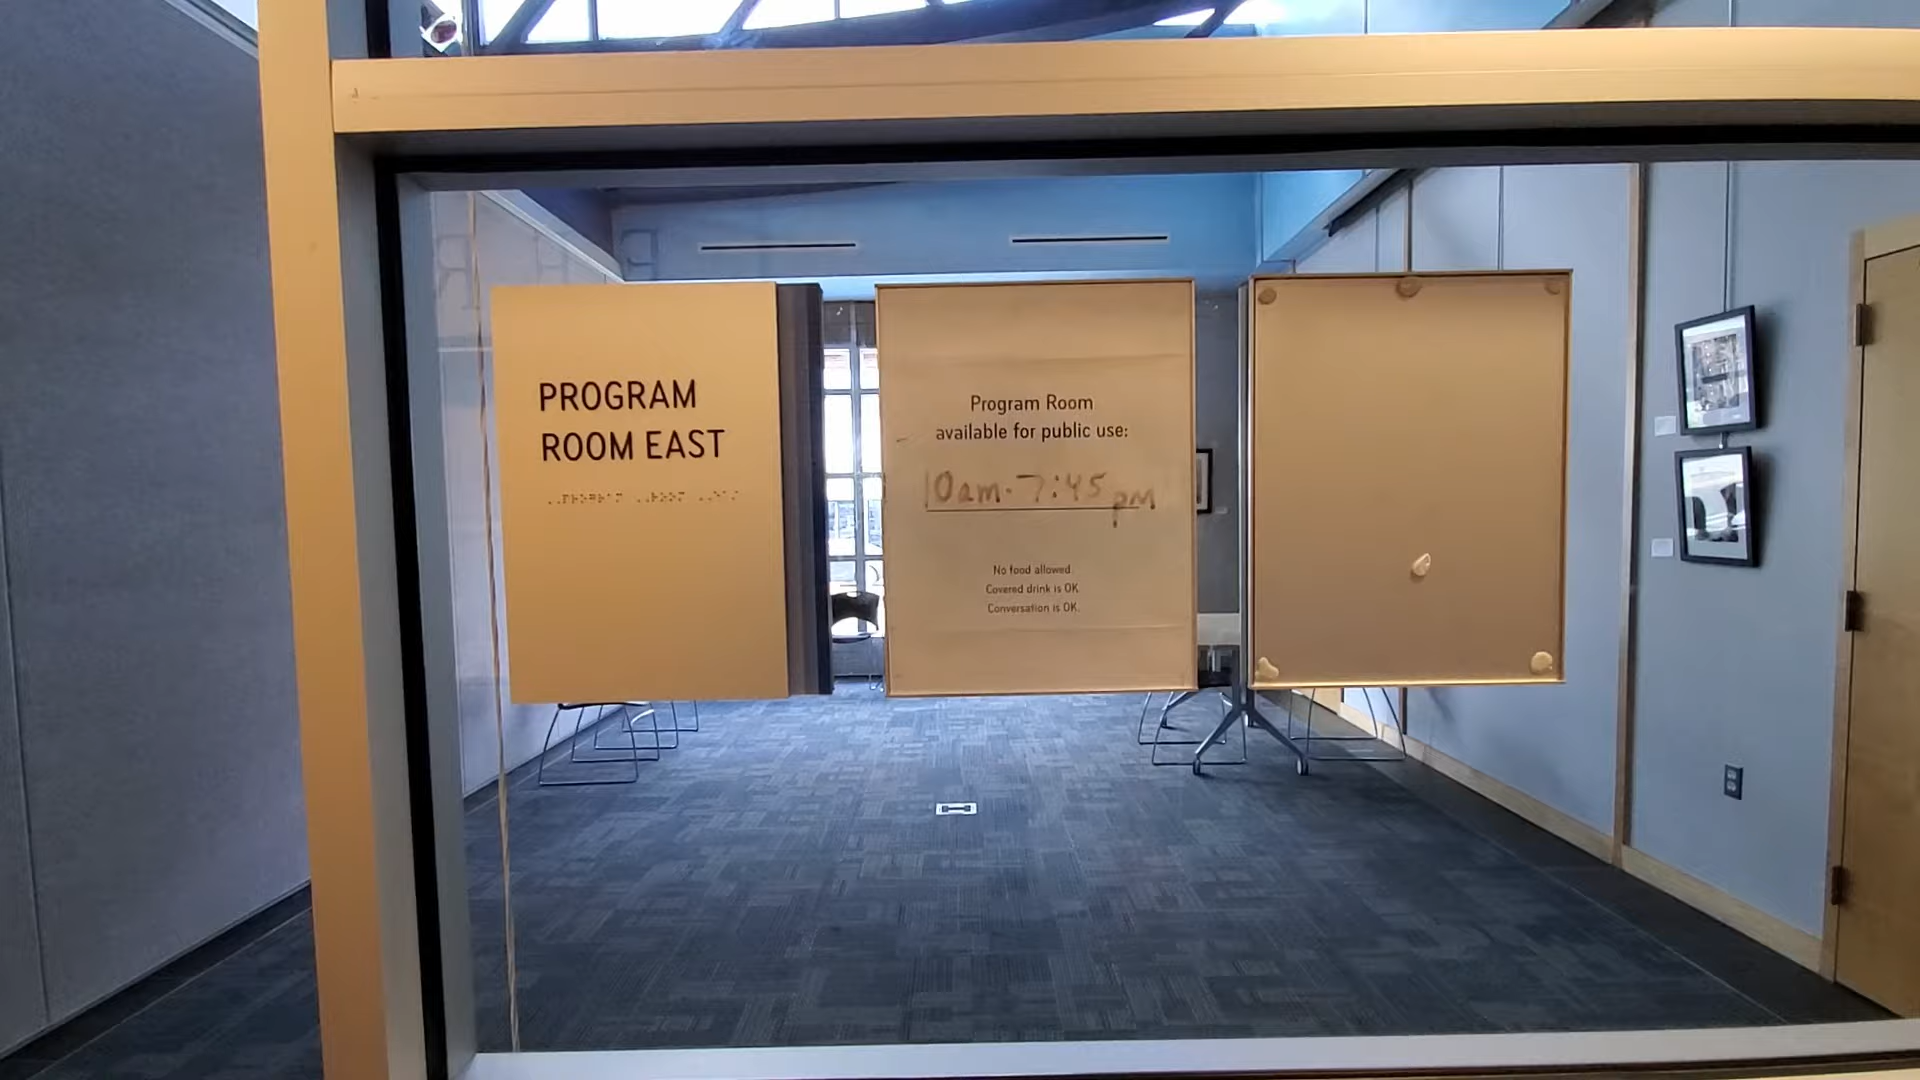 PROGRAM
ROOM EAST
Program Room
available for public use:
10am-7:45pm
No food allowed.
Covered drink is OK.
Conversation is OK.